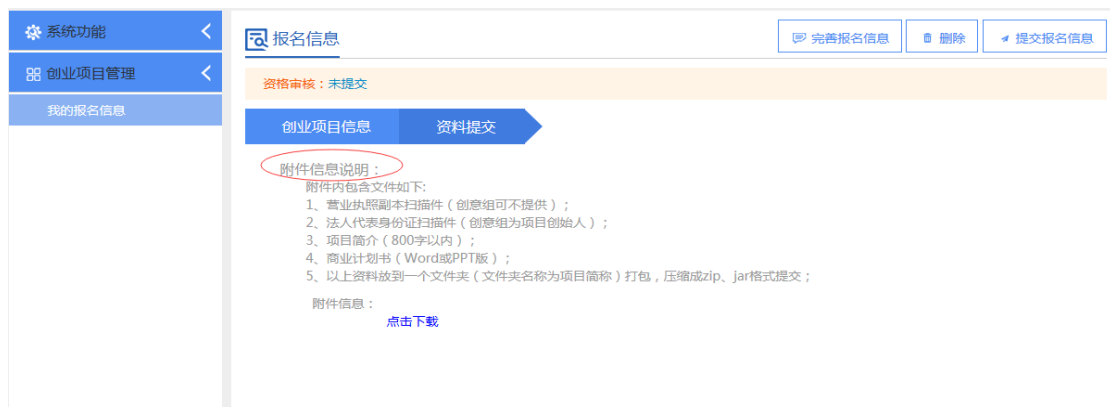 系统功能
创业项目管理
我的报名信息
报名信息
完善报名信息
删除
提交报名信息
资格审核：未提交
创业项目信息
资料提交
附件信息说明：
附件内包含文件如下:
1、营业执照副本扫描件（创意组可不提供）；
2、法人代表身份证扫描件（创意组为项目创始人）；
3、项目简介（800字以内）；
4、商业计划书（Word或PPT版）；
5、以上资料放到一个文件夹（文件夹名称为项目简称）打包，压缩成zip、jar格式提交；
附件信息：
点击下载